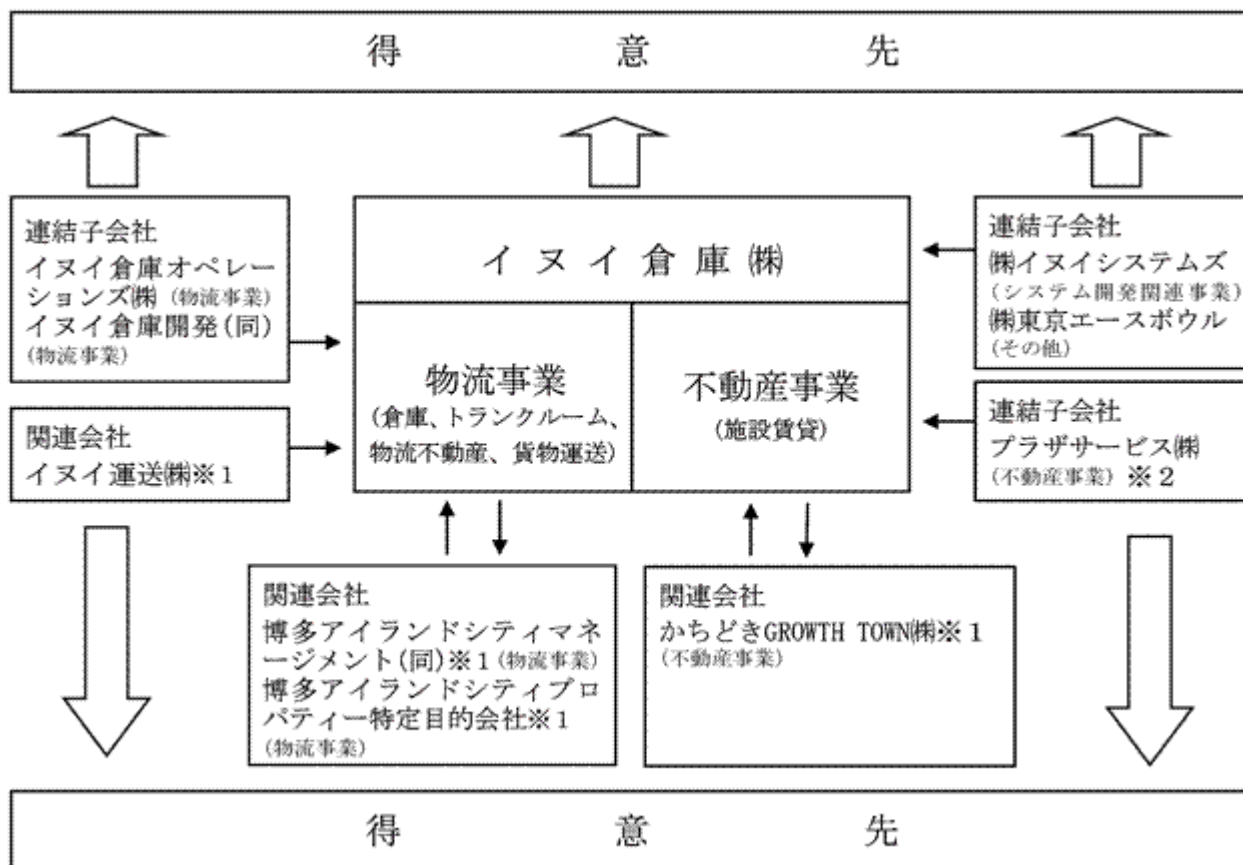 得意先
連結子会社
イヌイ倉庫オペレー
ションズ㈱(物流事業)
イヌイ倉庫開発(同)
(物流事業)
関連会社
イヌイ運送㈱※1
イヌイ倉庫㈱
物流事業
(倉庫、トランクルーム、
物流不動産、貨物運送)
不動産事業
(施設賃貸)
連結子会社
㈱イヌイシステムズ
(システム開発関連事業)
㈱東京エースボウル
(その他)
連結子会社
プラザサービス㈱
(不動産事業)※2
関連会社
博多アイランドシティマネ
ージメント(同)※1(物流事業)
博多アイランドシティプロ
パティー特定目的会社※1
(物流事業)
関連会社
かちどきGROWTH TOWN㈱※1
(不動産事業)
得意先